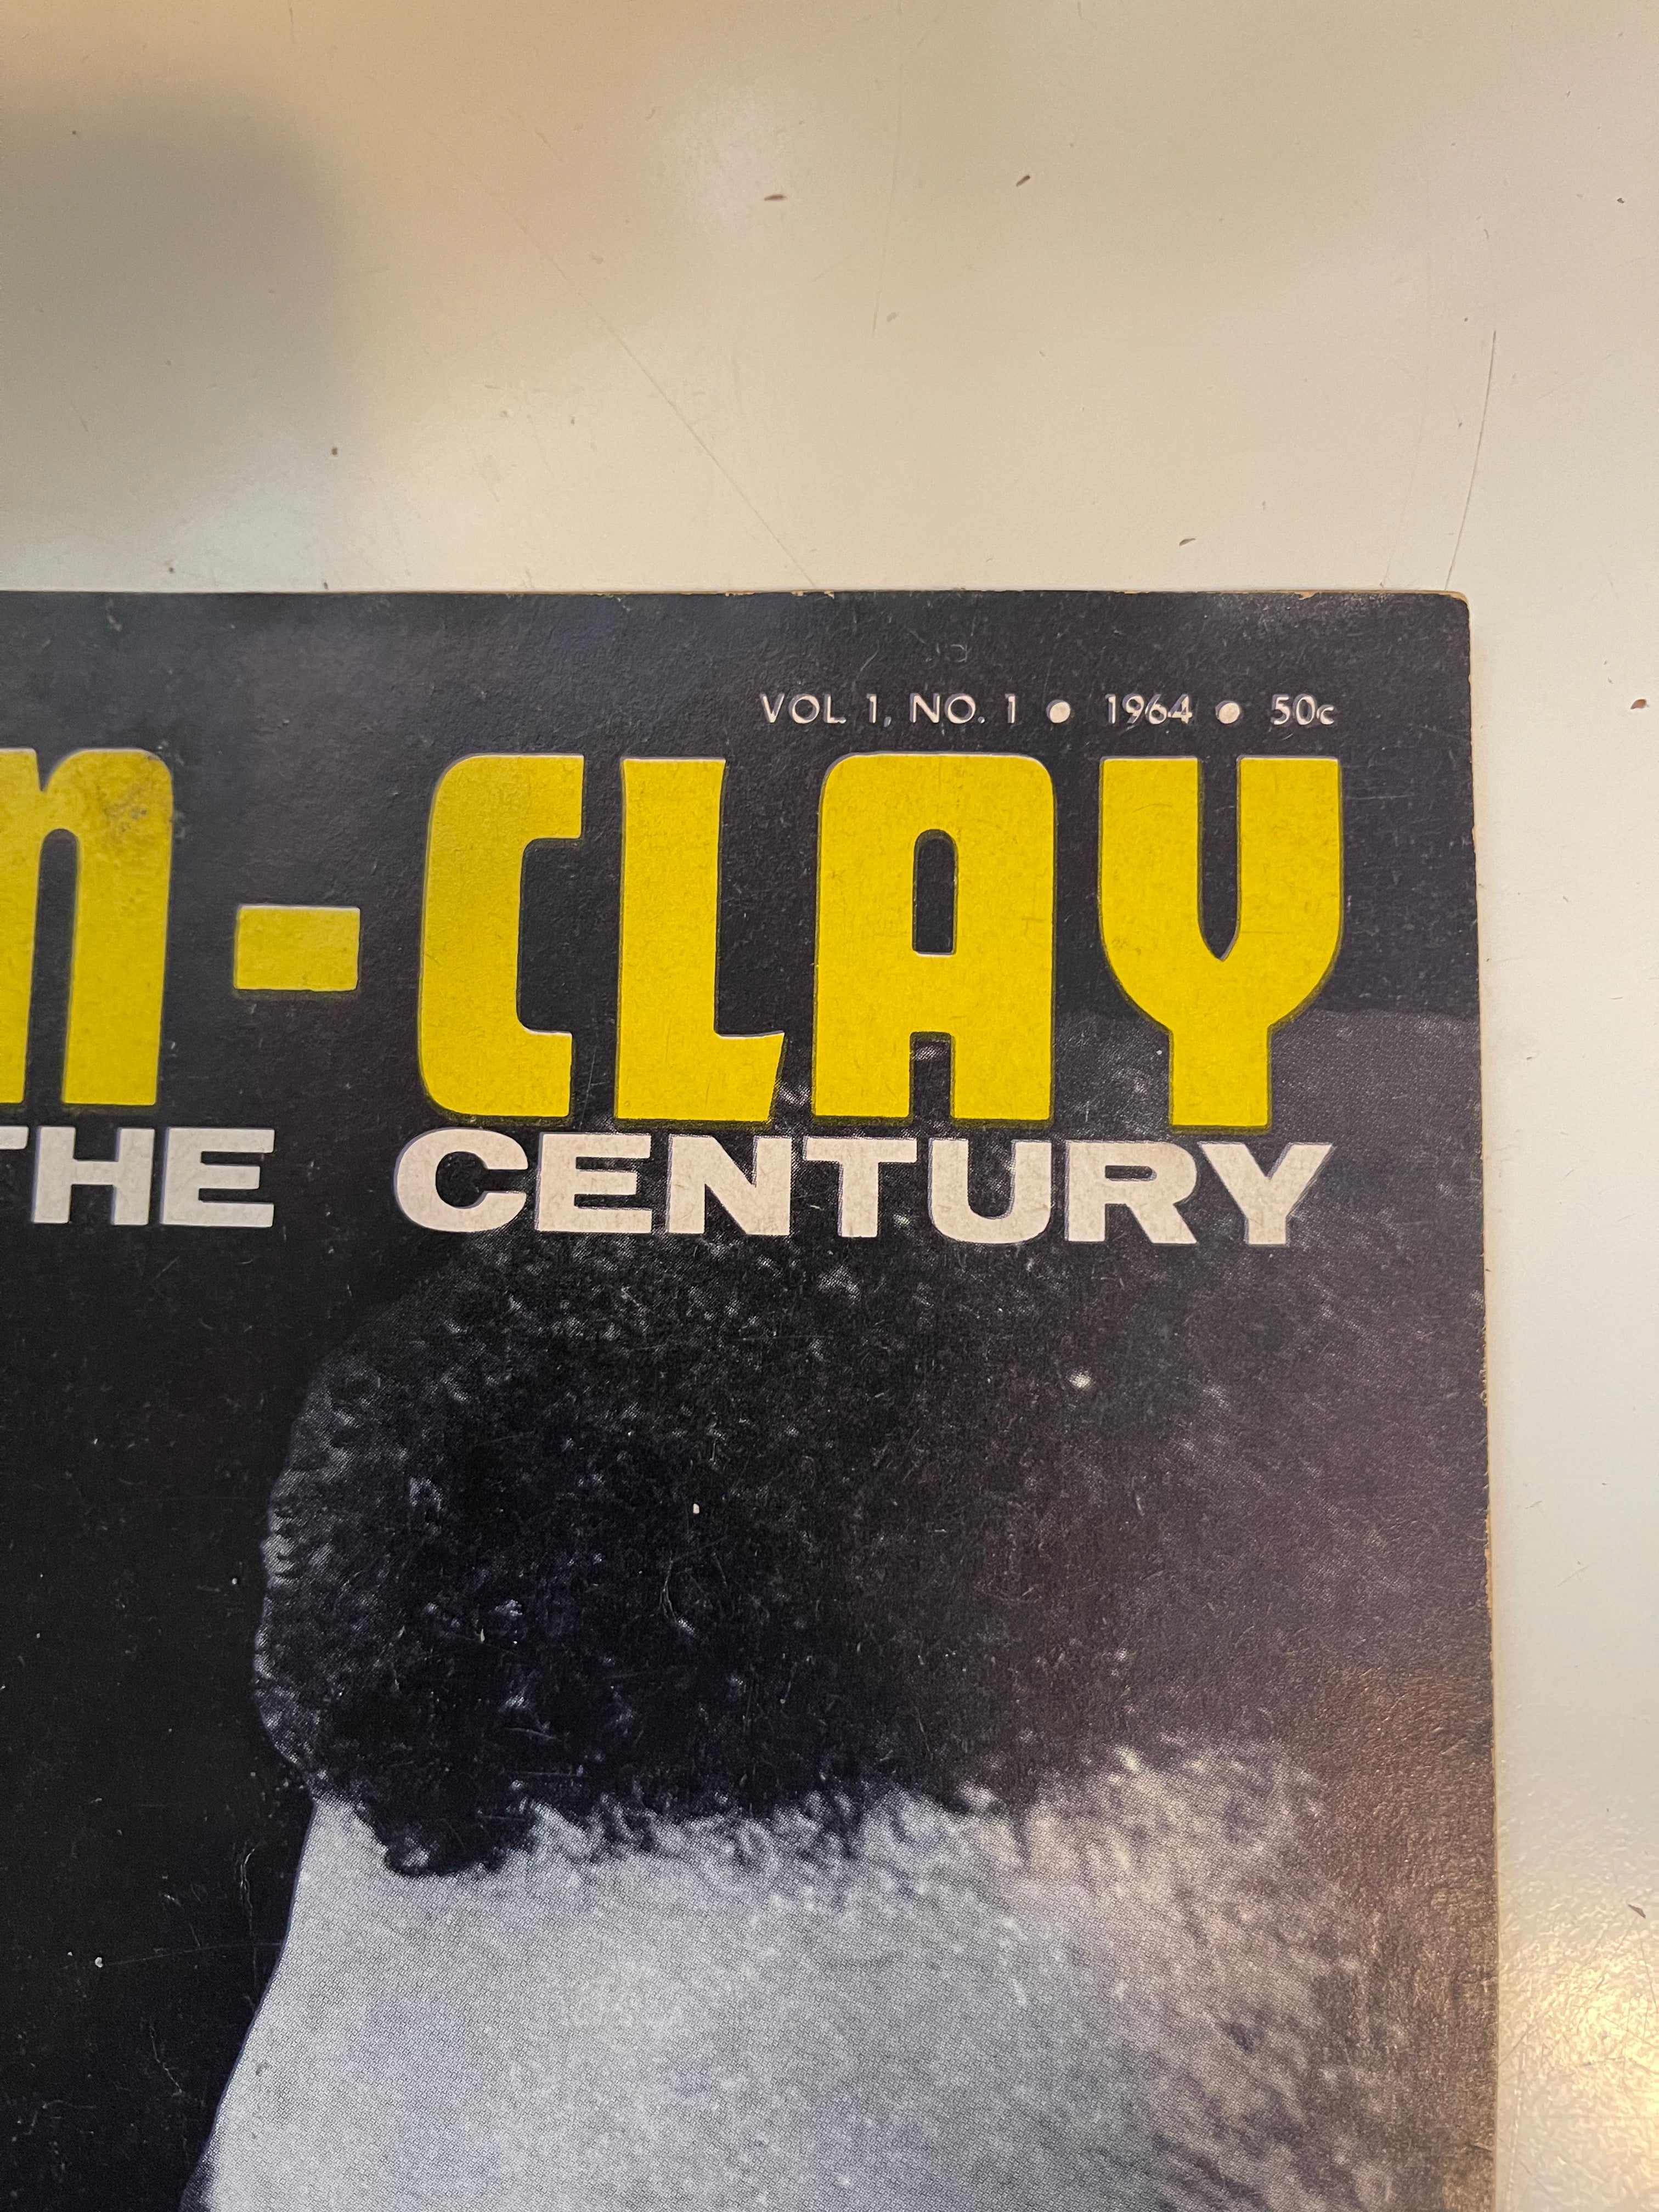 VOL. 1, NO. 1 ● 1964 ● 50c
n - CLAY
THE CENTURY